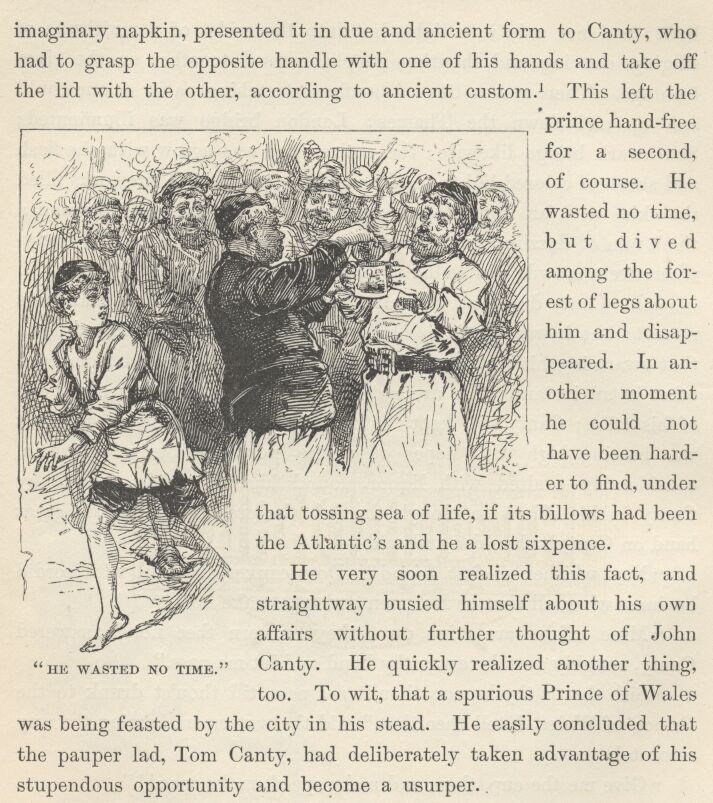 imaginary napkin, presented it in due and ancient form to Canty, who
had to grasp the opposite handle with one of his hands and take off
the lid with the other, according to ancient custom.¹ This left the
prince hand-free
for a second,
of course. He
wasted no time,
but dived
among the for-
est of legs about
him and disap-
peared. In an-
other moment
he could not
have been hard-
er to find, under
that tossing sea of life, if its billows had been
the Atlantic's and he a lost sixpence.
He very soon realized this fact, and
straightway busied himself about his own
affairs without further thought of John
Canty. He quickly realized another thing,
too. To wit, that a spurious Prince of Wales
was being feasted by the city in his stead. He easily concluded that
the pauper lad, Tom Canty, had deliberately taken advantage of his
stupendous opportunity and become a usurper.
"HE WASTED NO TIME."